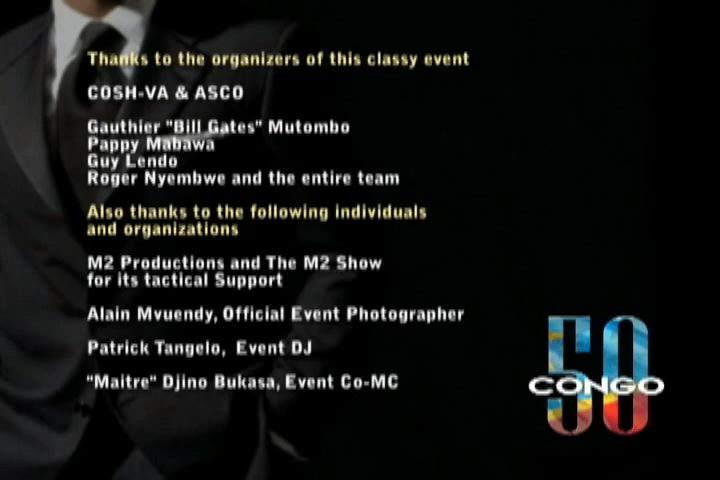 Thanks to the organizers of this classy event
COSH-VA & ASCO
Gauthier "Bill Gates" Mutombo
Pappy Mabawa
Guy Lendo
Roger Nyembwe and the entire team
Also thanks to the following individuals
and organizations
M2 Productions and The M2 Show
for its tactical Support
Alain Mvuendy, Official Event Photographer
Patrick Tangelo, Event DJ
"Maitre" Djino Bukasa, Event Co-MC
50
CONGO